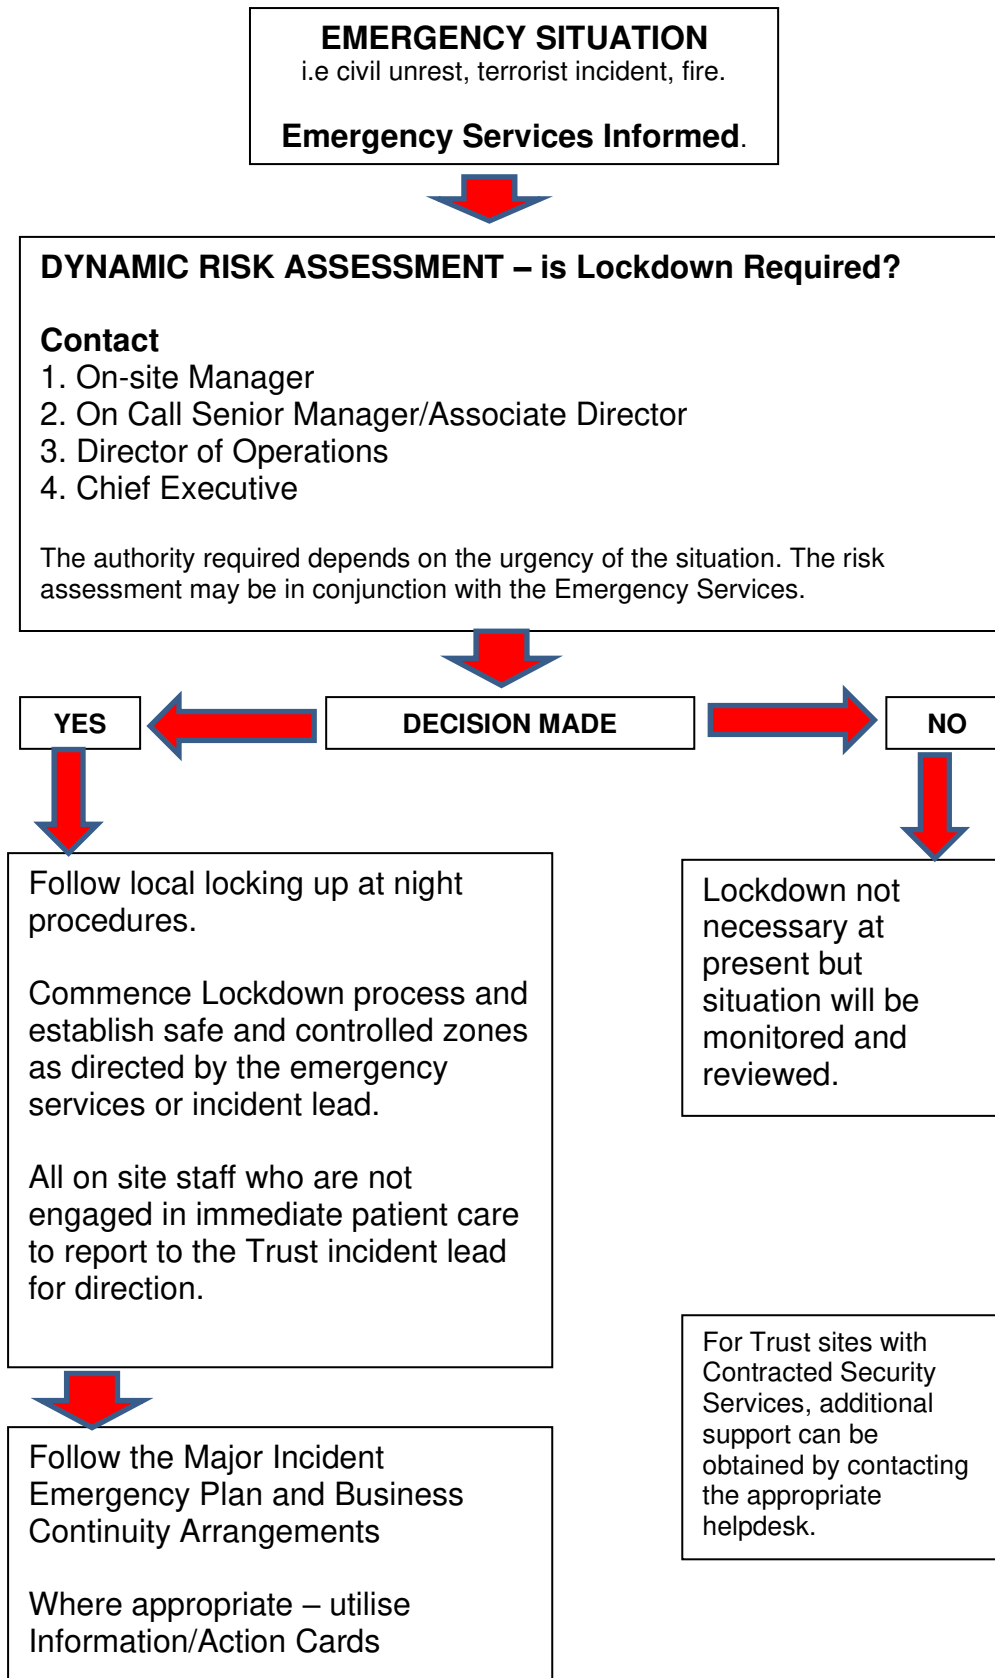 EMERGENCY SITUATION
i.e civil unrest, terrorist incident, fire.
Emergency Services Informed.
DYNAMIC RISK ASSESSMENT – is Lockdown Required?
Contact
1. On-site Manager
2. On Call Senior Manager/Associate Director
3. Director of Operations
4. Chief Executive
The authority required depends on the urgency of the situation. The risk
assessment may be in conjunction with the Emergency Services.
YES
DECISION MADE
NO
Follow local locking up at night
procedures.
Commence Lockdown process and
establish safe and controlled zones
as directed by the emergency
services or incident lead.
All on site staff who are not
engaged in immediate patient care
to report to the Trust incident lead
for direction.
Lockdown not
necessary at
present but
situation will be
monitored and
reviewed.
For Trust sites with
Contracted Security
Services, additional
support can be
obtained by contacting
the appropriate
helpdesk.
Follow the Major Incident
Emergency Plan and Business
Continuity Arrangements
Where appropriate – utilise
Information/Action Cards